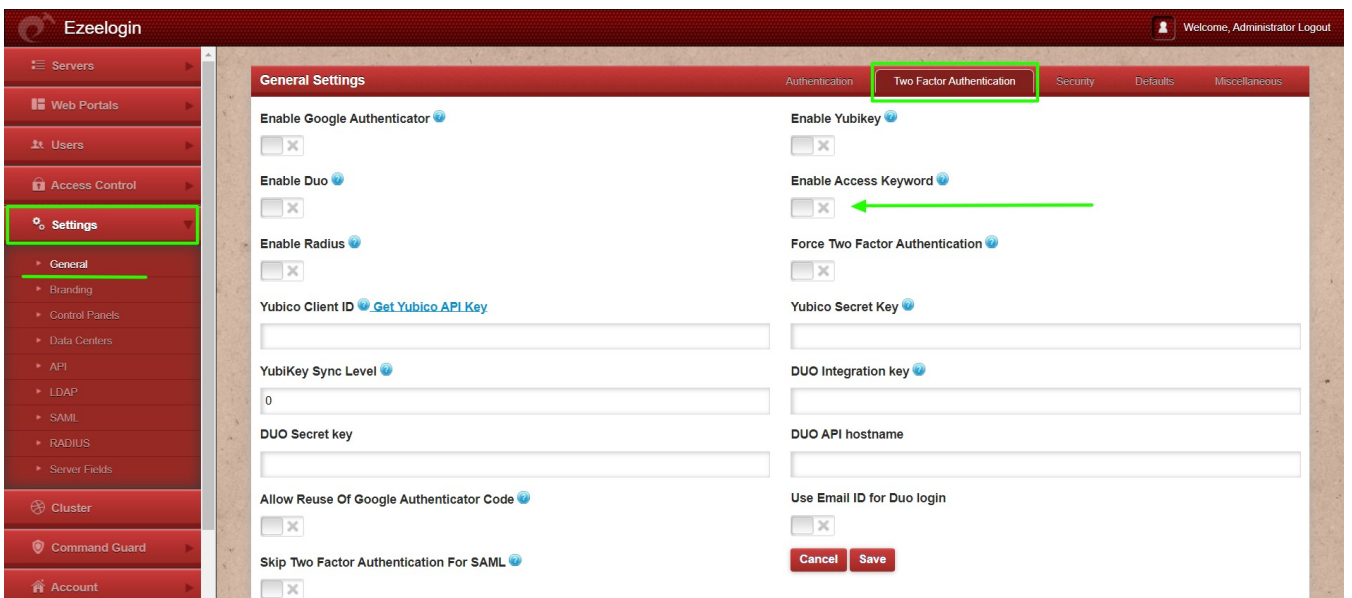 Ezeelogin
Welcome, Administrator Logout
Servers
Web Portals
Users
Access Control
Settings
General
Branding
Control Panels
Data Centers
API
LDAP
SAML
RADIUS
Server Fields
Cluster
Command Guard
Account
General Settings
Authentication
Two Factor Authentication
Security
Defaults
Miscellaneous
Enable Google Authenticator
Enable Yubikey
Enable Duo
Enable Access Keyword
Enable Radius
Force Two Factor Authentication
Yubico Client ID Get Yubico API Key
Yubico Secret Key
YubiKey Sync Level
0
DUO Integration key
DUO Secret key
DUO API hostname
Allow Reuse Of Google Authenticator Code
Use Email ID for Duo login
Skip Two Factor Authentication For SAML
Cancel
Save